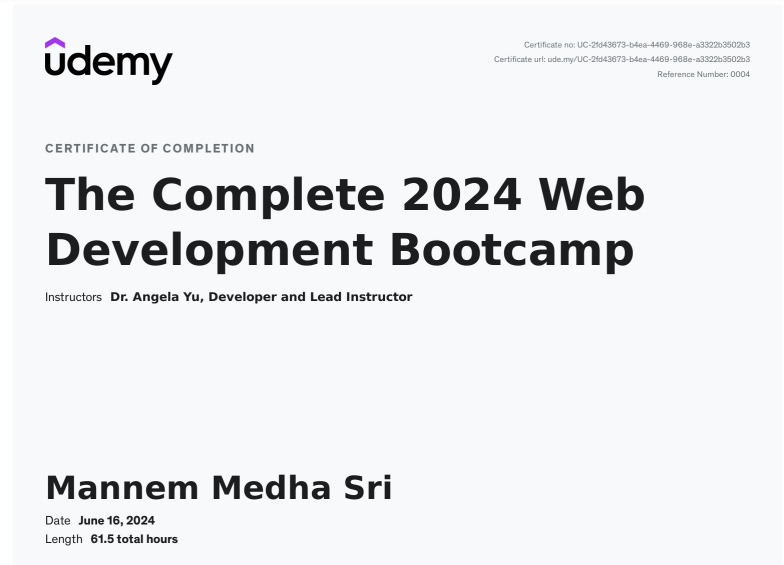 udemy
Certificate no: UC-2fd43673-b4ea-4469-968e-a3322b3502b3
Certificate url: ude.my/UC-2fd43673-b4ea-4469-968e-a3322b3502b3
Reference Number: 0004
CERTIFICATE OF COMPLETION
The Complete 2024 Web
Development Bootcamp
Instructors Dr. Angela Yu, Developer and Lead Instructor
Mannem Medha Sri
Date June 16, 2024
Length 61.5 total hours